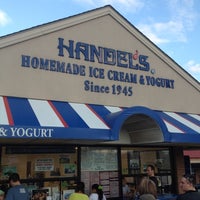 HANDEL'S
HOMEMADE ICE CREAM & YOGURT
Since 1945
& YOGURT